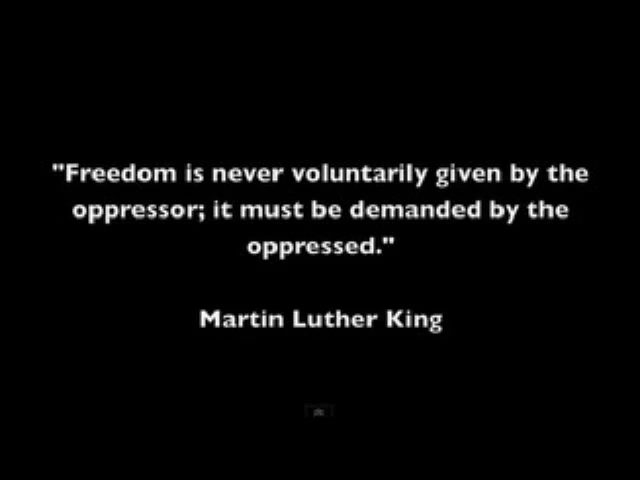 "Freedom is never voluntarily given by the
oppressor; it must be demanded by the
oppressed."
Martin Luther King